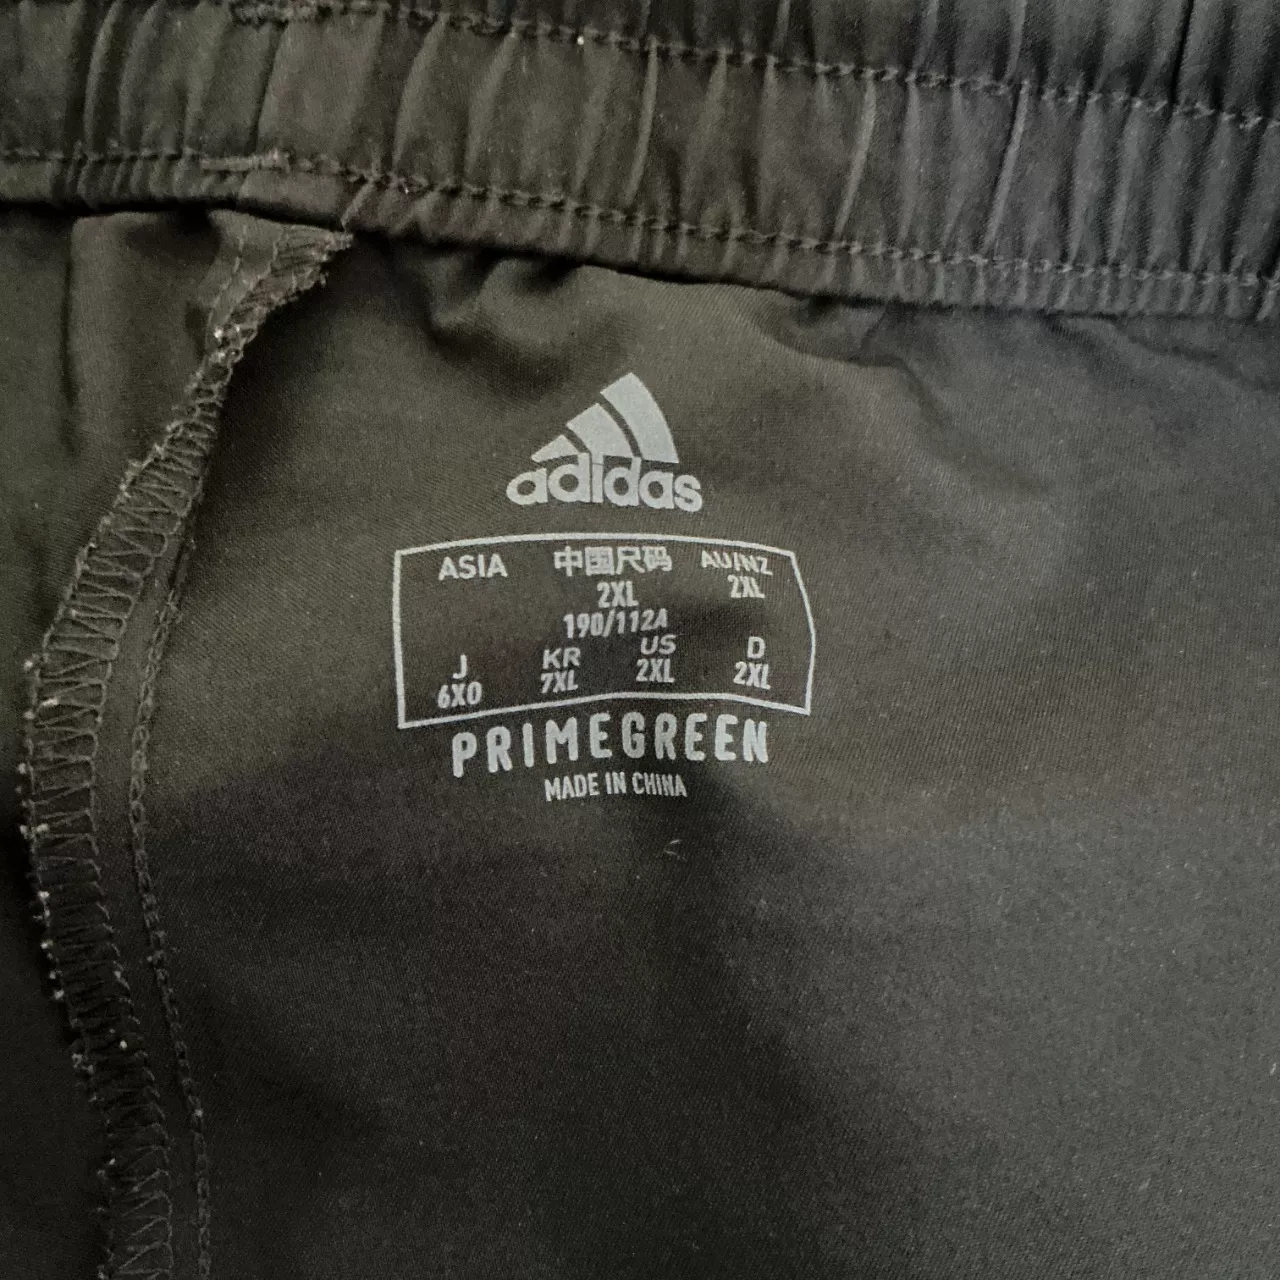 adidas
ASIA 中国尺码 AU/NZ
2XL 2XL
190/112A
J KR US D
6XO 7XL 2XL 2XL
PRIMEGREEN
MADE IN CHINA